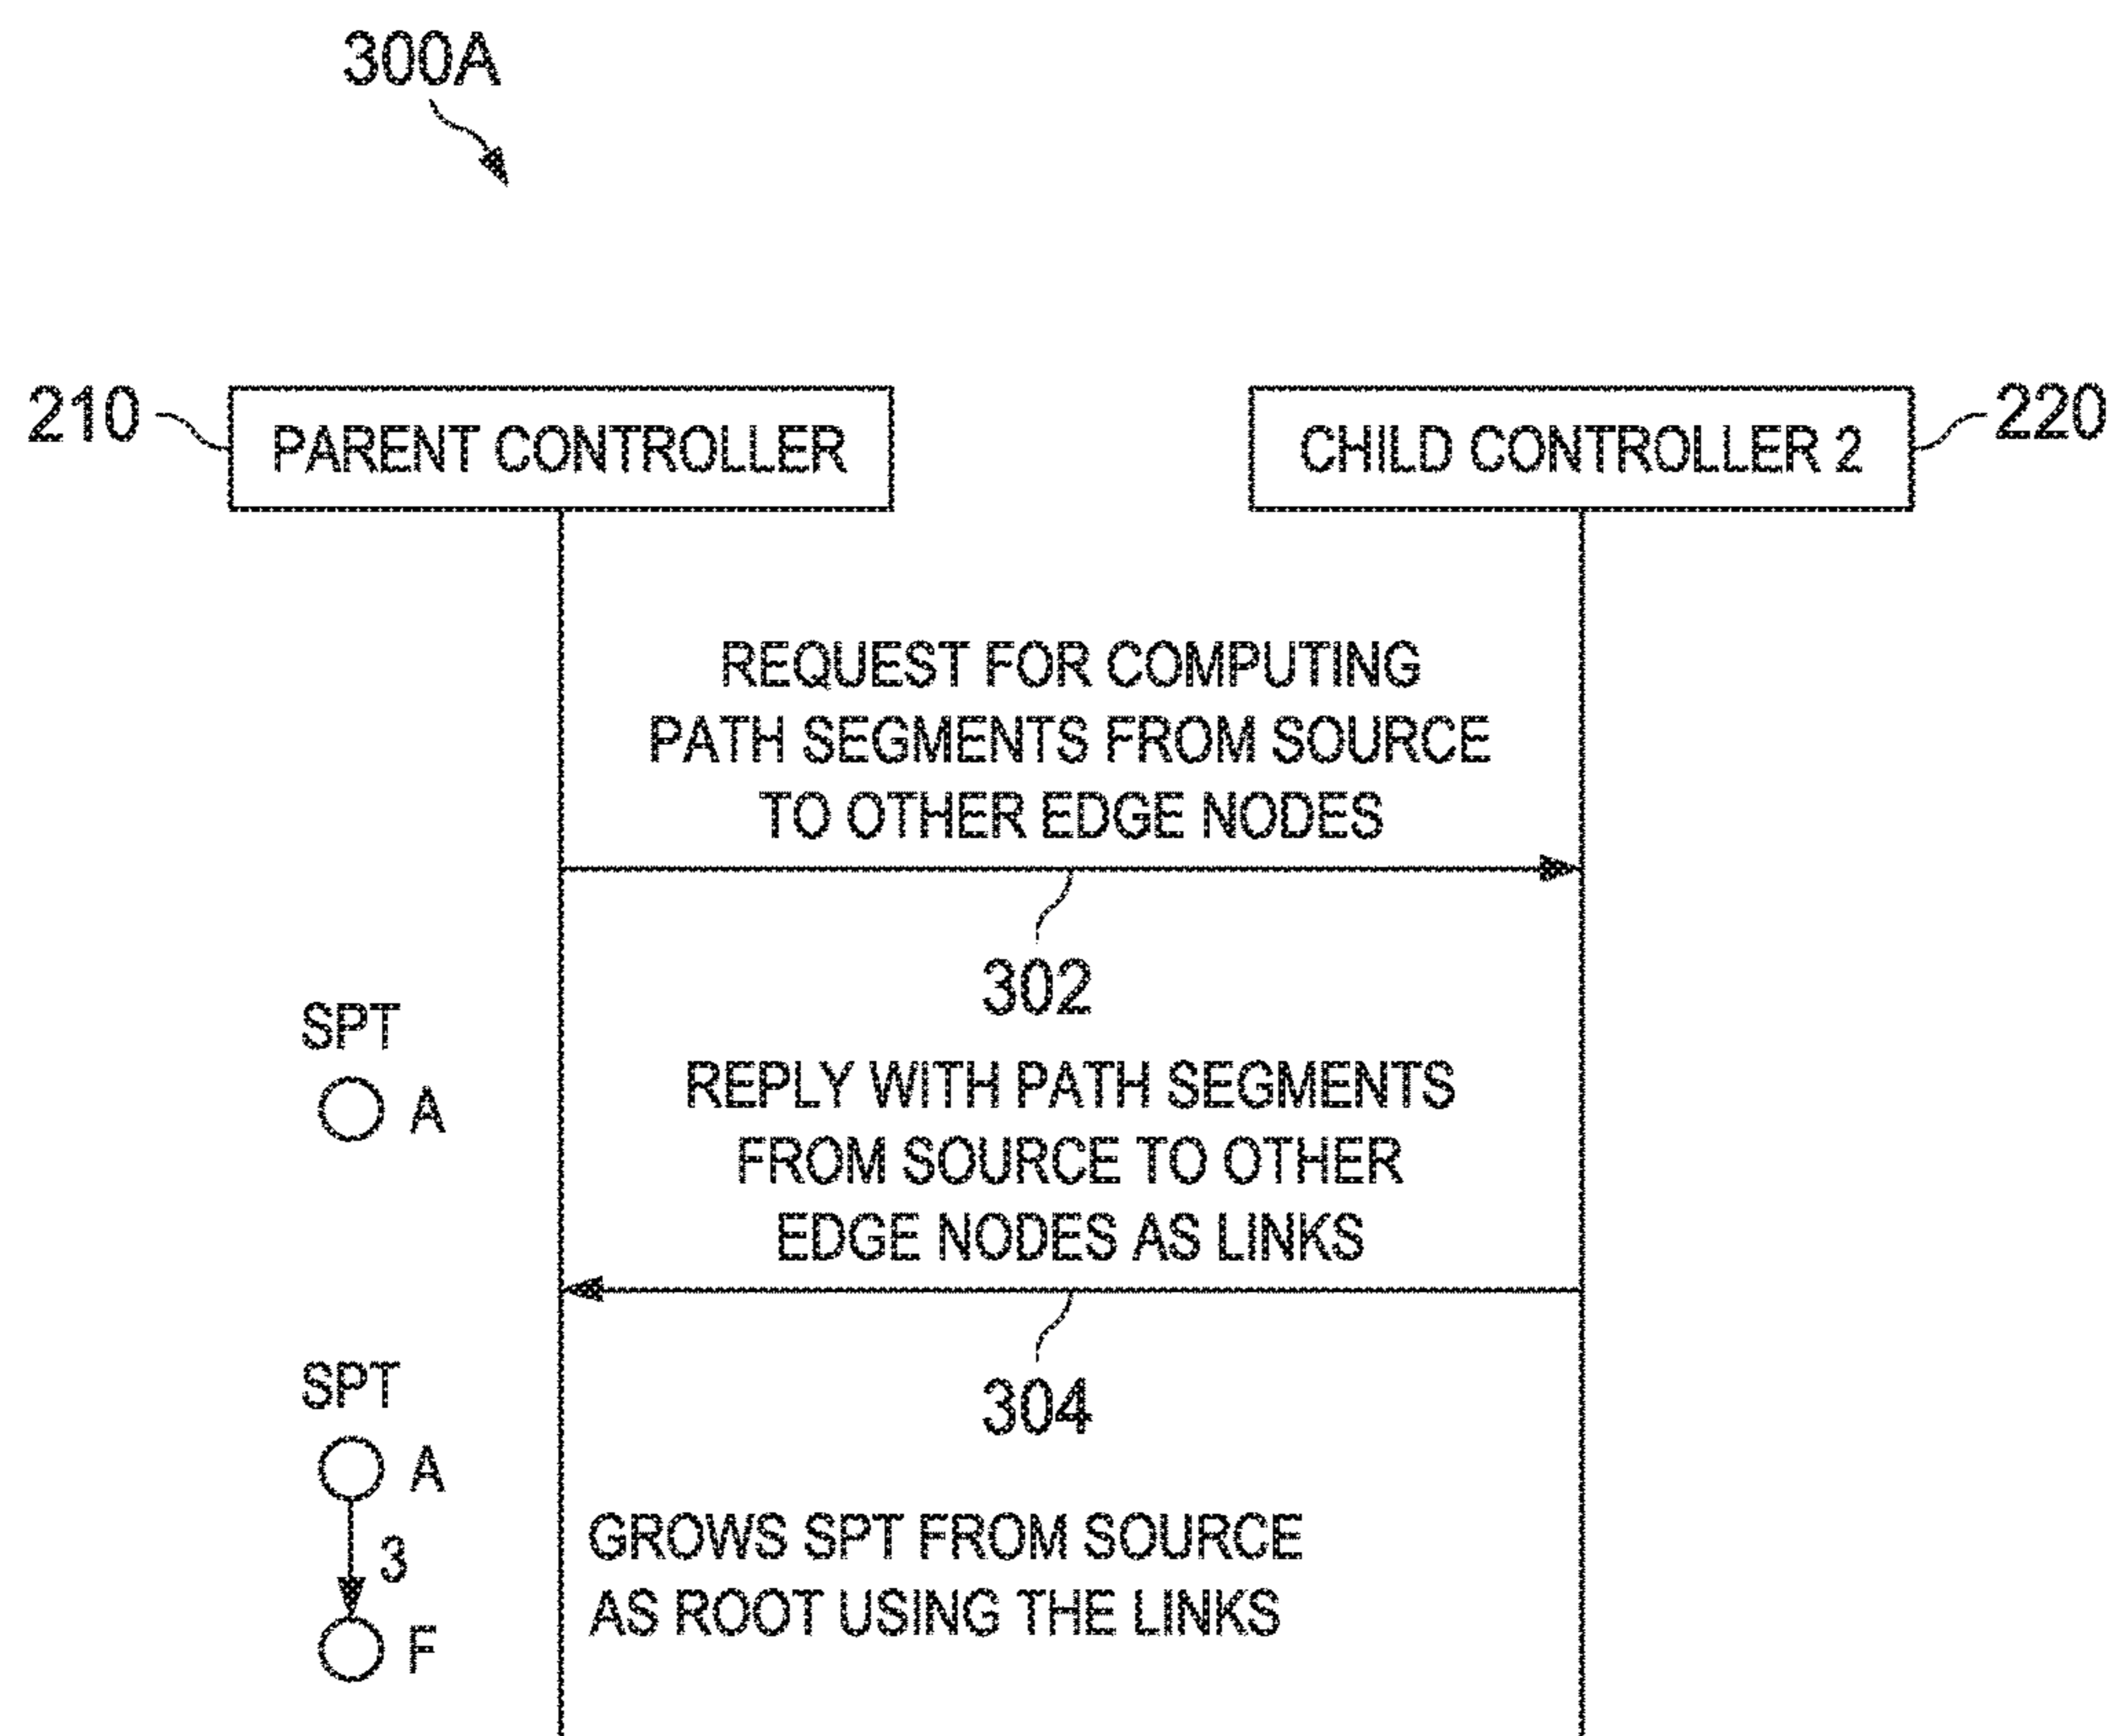 300A
210
PARENT CONTROLLER
CHILD CONTROLLER 2
220
REQUEST FOR COMPUTING
PATH SEGMENTS FROM SOURCE
TO OTHER EDGE NODES
302
SPT
A
REPLY WITH PATH SEGMENTS
FROM SOURCE TO OTHER
EDGE NODES AS LINKS
304
SPT
A
3
F
GROWS SPT FROM SOURCE
AS ROOT USING THE LINKS